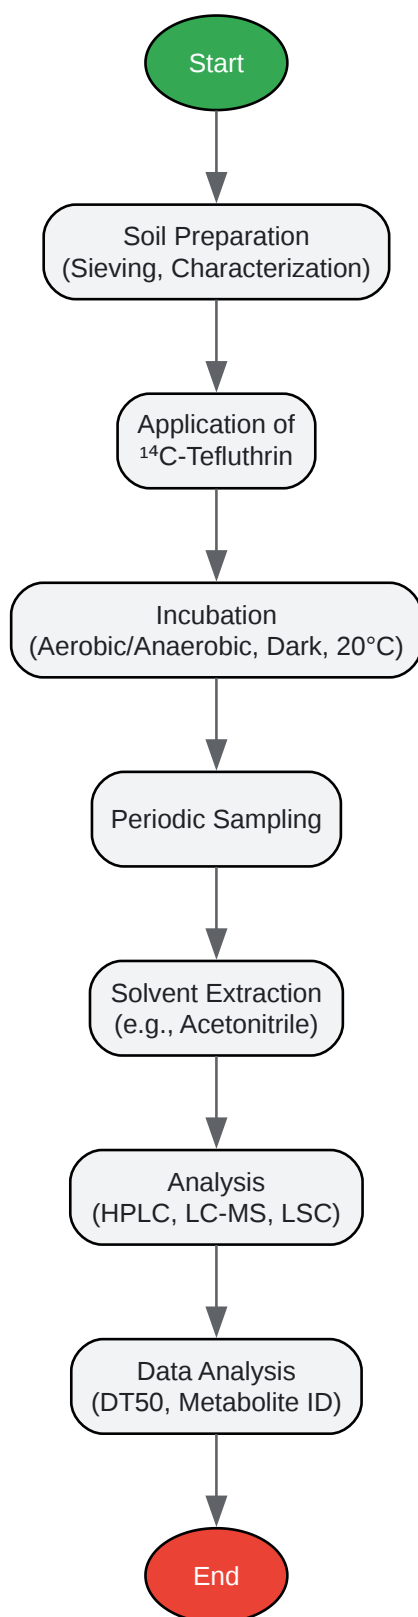 Start
Soil Preparation
(Sieving, Characterization)
Application of
¹⁴C-Tefluthrin
Incubation
(Aerobic/Anaerobic, Dark, 20°C)
Periodic Sampling
Solvent Extraction
(e.g., Acetonitrile)
Analysis
(HPLC, LC-MS, LSC)
Data Analysis
(DT50, Metabolite ID)
End